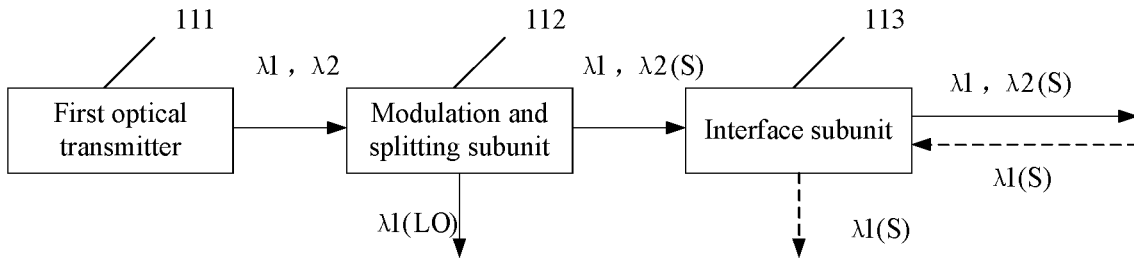 111
112
113
λ1 , λ2
λ1 , λ2(S)
λ1 , λ2(S)
First optical
transmitter
Modulation and
splitting subunit
Interface subunit
λ1(S)
λ1(LO)
λ1(S)